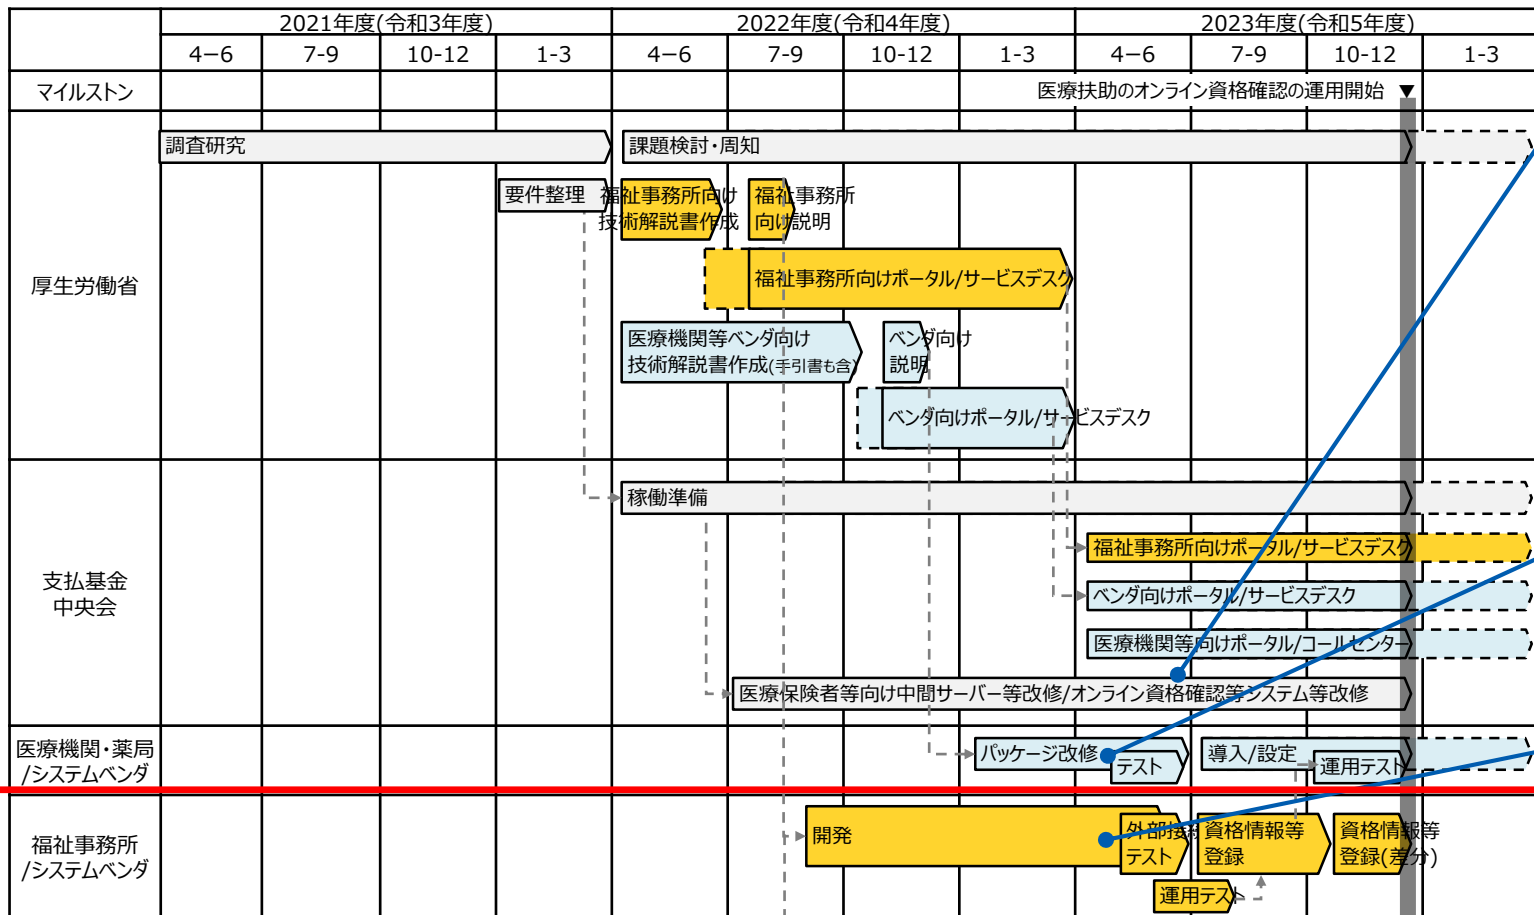 2021年度(令和3年度)
2022年度(令和4年度)
2023年度(令和5年度)
4−6
7-9
10-12
1-3
4−6
7-9
10-12
1-3
4−6
7-9
10-12
1-3
マイルストン
医療扶助のオンライン資格確認の運用開始 ▼
厚生労働省
調査研究
課題検討・周知
要件整理
福祉事務所向け
技術解説書作成
福祉事務所
向け説明
福祉事務所向けポータル/サービスデスク
医療機関等ベンダ向け
技術解説書作成(手引書も含)
ベンダ向け
説明
ベンダ向けポータル/サービスデスク
支払基金
中央会
稼働準備
福祉事務所向けポータル/サービスデスク
ベンダ向けポータル/サービスデスク
医療機関等向けポータル/コールセンター
医療保険者等向け中間サーバー等改修/オンライン資格確認等システム等改修
医療機関・薬局
/システムベンダ
パッケージ改修
テスト
導入/設定
運用テスト
福祉事務所
/システムベンダ
開発
外部接続
テスト
資格情報等
登録
資格情報等
登録(差分)
運用テスト